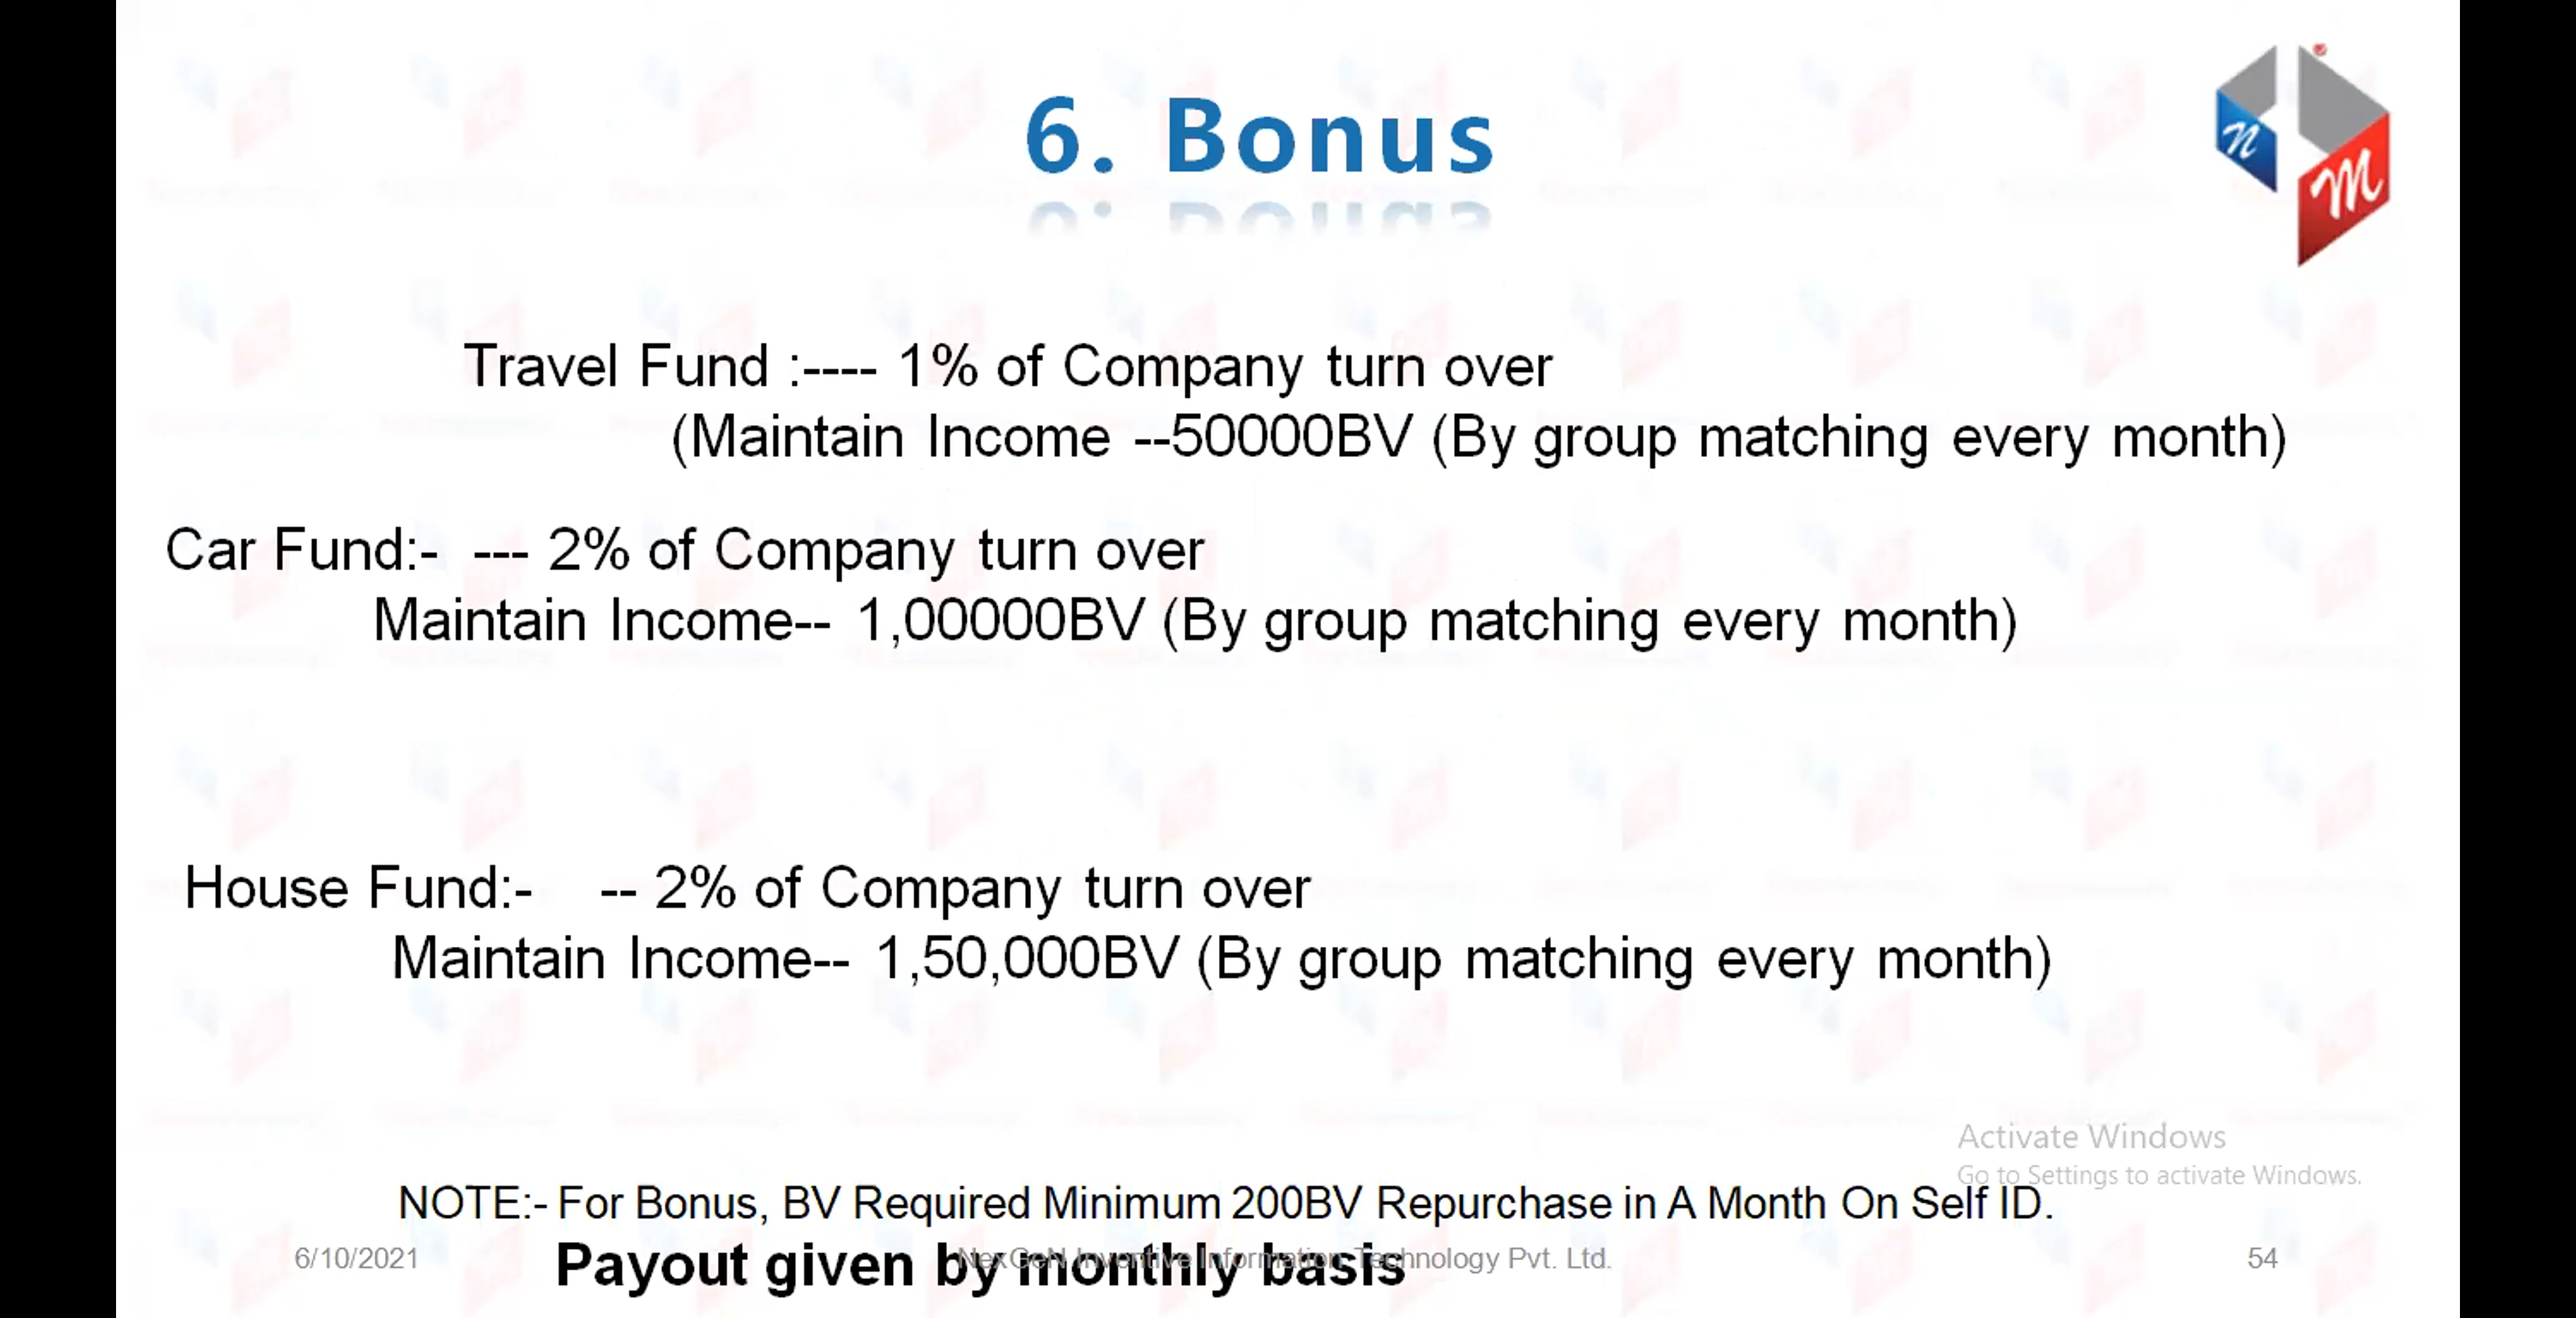 6. Bonus
n
m
Travel Fund :---- 1% of Company turn over
(Maintain Income --50000BV (By group matching every month)
Car Fund:- --- 2% of Company turn over
Maintain Income-- 1,00000BV (By group matching every month)
House Fund:- -- 2% of Company turn over
Maintain Income-- 1,50,000BV (By group matching every month)
Activate Windows
Go to Settings to activate Windows.
NOTE:- For Bonus, BV Required Minimum 200BV Repurchase in A Month On Self ID.
6/10/2021
Payout given by monthly basis
NexGeN Inventive Information Technology Pvt. Ltd.
54